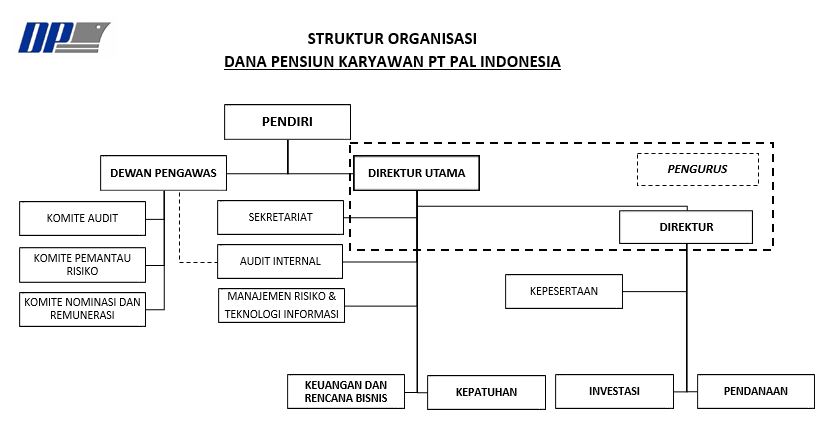 DP
STRUKTUR ORGANISASI
DANA PENSIUN KARYAWAN PT PAL INDONESIA
PENDIRI
DEWAN PENGAWAS
DIREKTUR UTAMA
PENGURUS
KOMITE AUDIT
SEKRETARIAT
DIREKTUR
KOMITE PEMANTAU
RISIKO
AUDIT INTERNAL
KEPESERTAAN
KOMITE NOMINASI DAN
REMUNERASI
MANAJEMEN RISIKO &
TEKNOLOGI INFORMASI
KEUANGAN DAN
RENCANA BISNIS
KEPATUHAN
INVESTASI
PENDANAAN